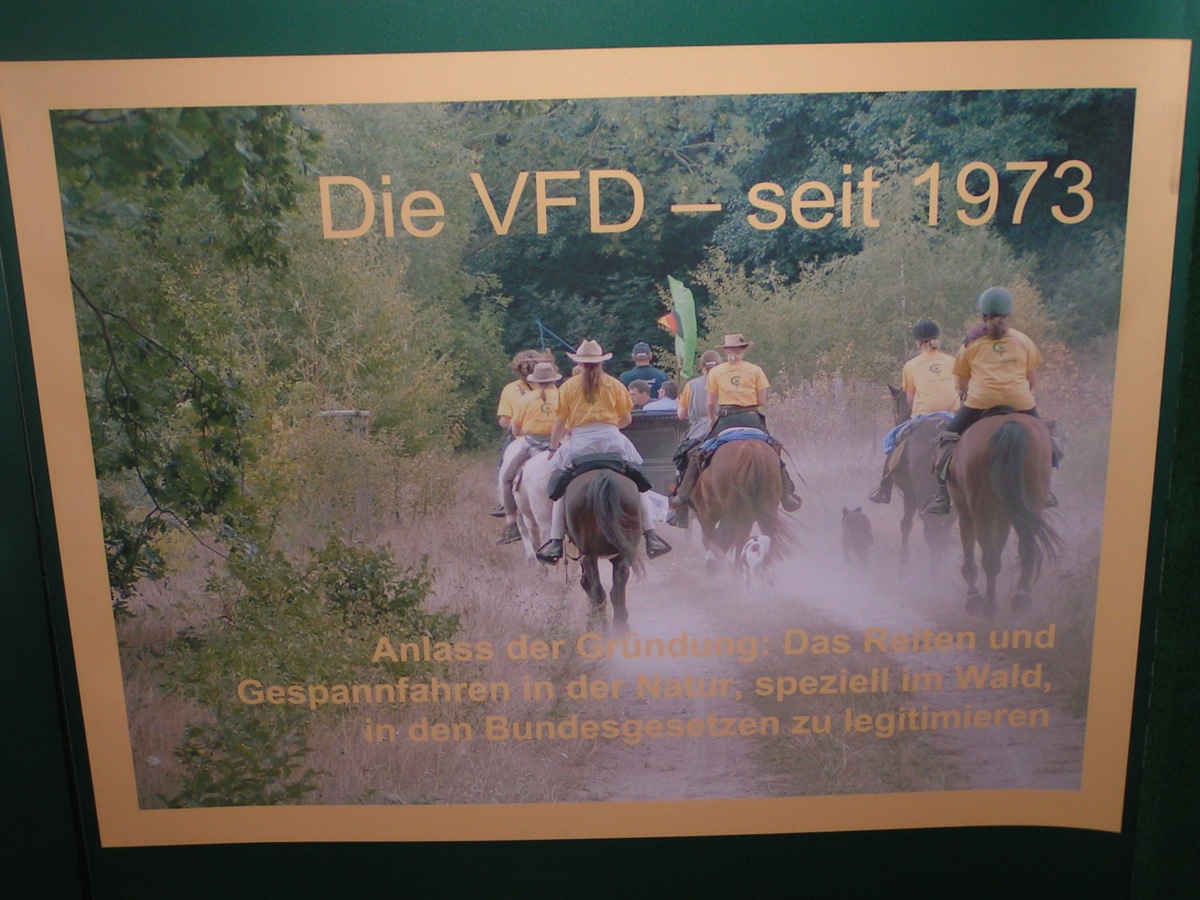 Die VFD – seit 1973
Anlass der Gründung: Das Reiten und
Gespannfahren in der Natur, speziell im Wald,
in den Bundesgesetzen zu legitimieren